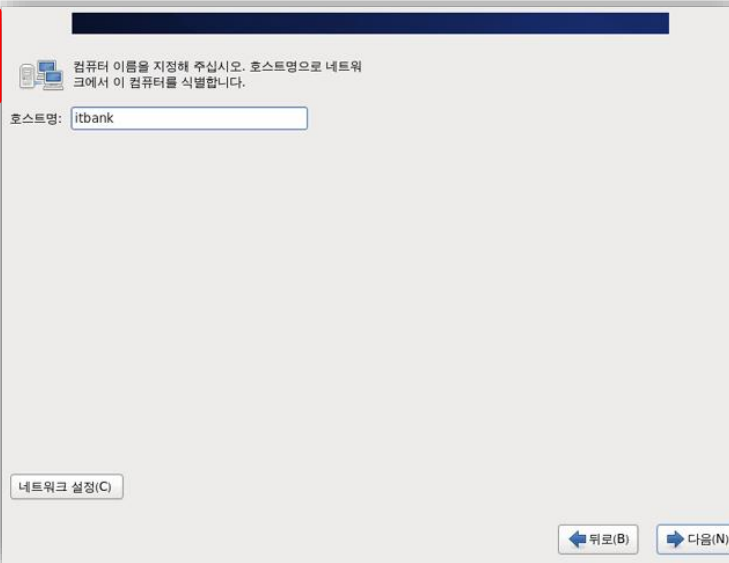 컴퓨터 이름을 지정해 주십시오. 호스트명으로 네트워
크에서 이 컴퓨터를 식별합니다.
호스트명: itbank
네트워크 설정(C)
뒤로(B) 다음(N)